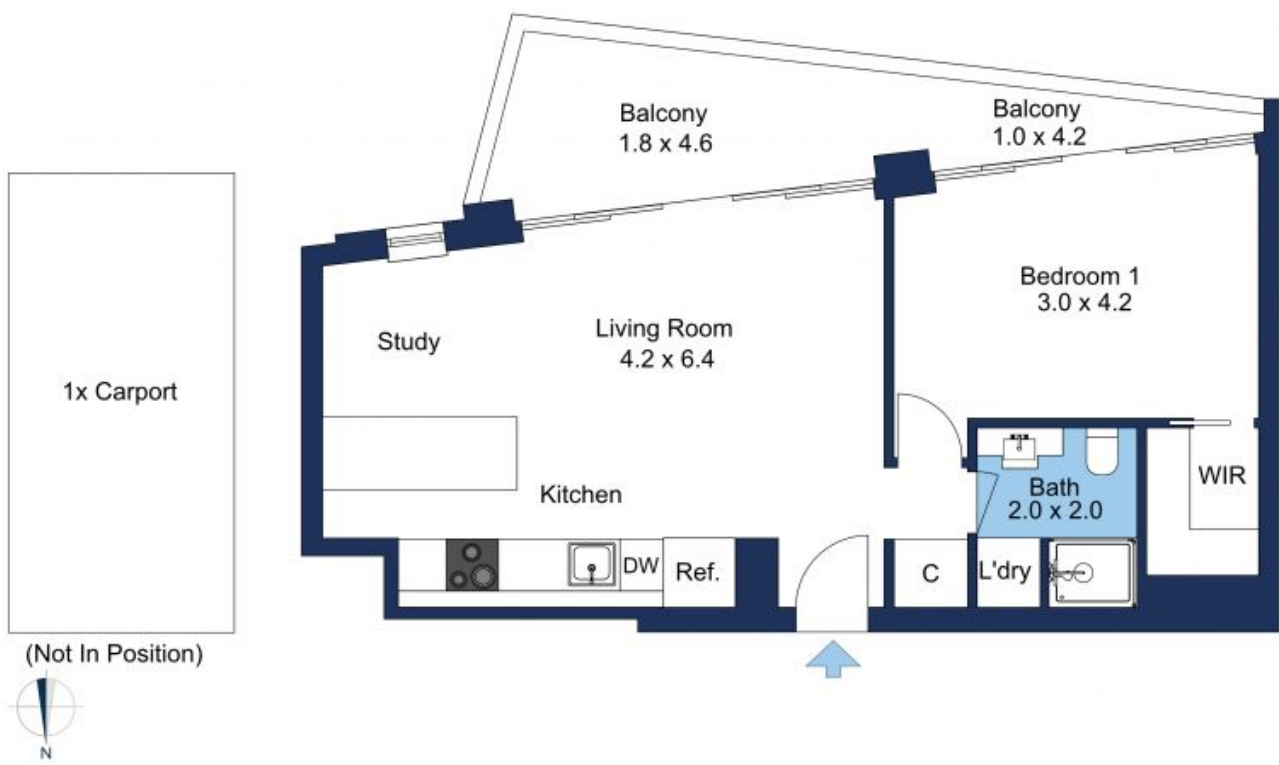 Balcony
1.8 x 4.6
Balcony
1.0 x 4.2
Bedroom 1
3.0 x 4.2
Living Room
4.2 x 6.4
Study
1x Carport
Kitchen
Bath
2.0 x 2.0
WIR
DW
Ref.
C
L'dry
(Not In Position)
N